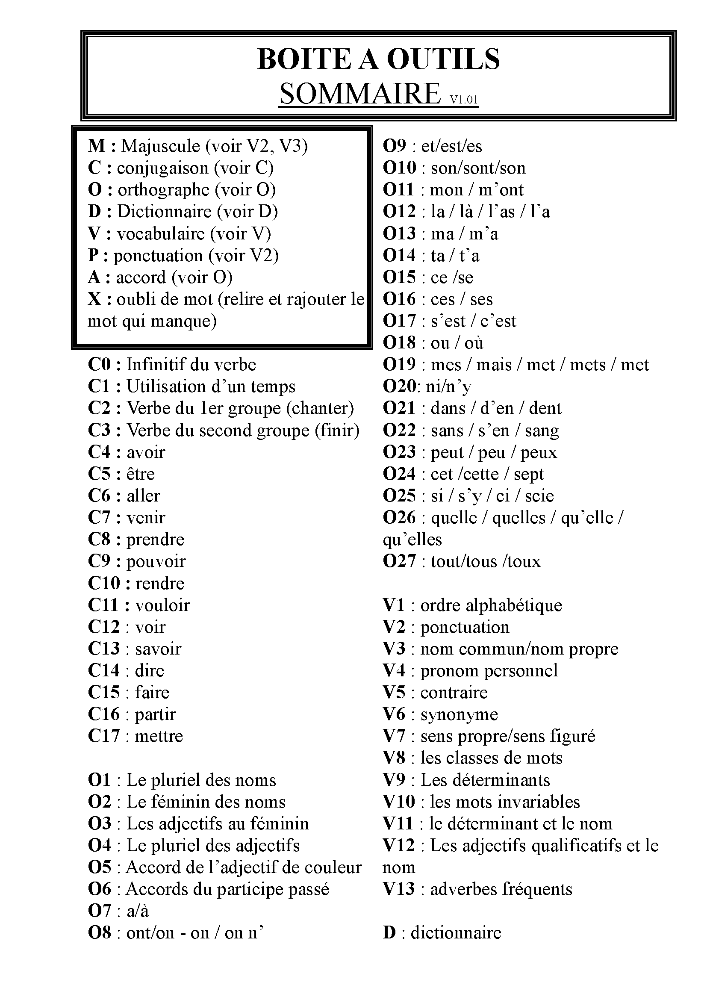 BOITE A OUTILS
SOMMAIRE V1.01
M : Majuscule (voir V2, V3)
C : conjugaison (voir C)
O : orthographe (voir O)
D : Dictionnaire (voir D)
V : vocabulaire (voir V)
P : ponctuation (voir V2)
A : accord (voir O)
X : oubli de mot (relire et rajouter le
mot qui manque)
C0 : Infinitif du verbe
C1 : Utilisation d’un temps
C2 : Verbe du 1er groupe (chanter)
C3 : Verbe du second groupe (finir)
C4 : avoir
C5 : être
C6 : aller
C7 : venir
C8 : prendre
C9 : pouvoir
C10 : rendre
C11 : vouloir
C12 : voir
C13 : savoir
C14 : dire
C15 : faire
C16 : partir
C17 : mettre
O1 : Le pluriel des noms
O2 : Le féminin des noms
O3 : Les adjectifs au féminin
O4 : Le pluriel des adjectifs
O5 : Accord de l’adjectif de couleur
O6 : Accords du participe passé
O7 : a/à
O8 : ont/on - on / on n’
O9 : et/est/es
O10 : son/sont/son
O11 : mon / m’ont
O12 : la / là / l’as / l’a
O13 : ma / m’a
O14 : ta / t’a
O15 : ce /se
O16 : ces / ses
O17 : s’est / c’est
O18 : ou / où
O19 : mes / mais / met / mets / met
O20: ni/n’y
O21 : dans / d’en / dent
O22 : sans / s’en / sang
O23 : peut / peu / peux
O24 : cet /cette / sept
O25 : si / s’y / ci / scie
O26 : quelle / quelles / qu’elle /
qu’elles
O27 : tout/tous /toux
V1 : ordre alphabétique
V2 : ponctuation
V3 : nom commun/nom propre
V4 : pronom personnel
V5 : contraire
V6 : synonyme
V7 : sens propre/sens figuré
V8 : les classes de mots
V9 : Les déterminants
V10 : les mots invariables
V11 : le déterminant et le nom
V12 : Les adjectifs qualificatifs et le
nom
V13 : adverbes fréquents
D : dictionnaire